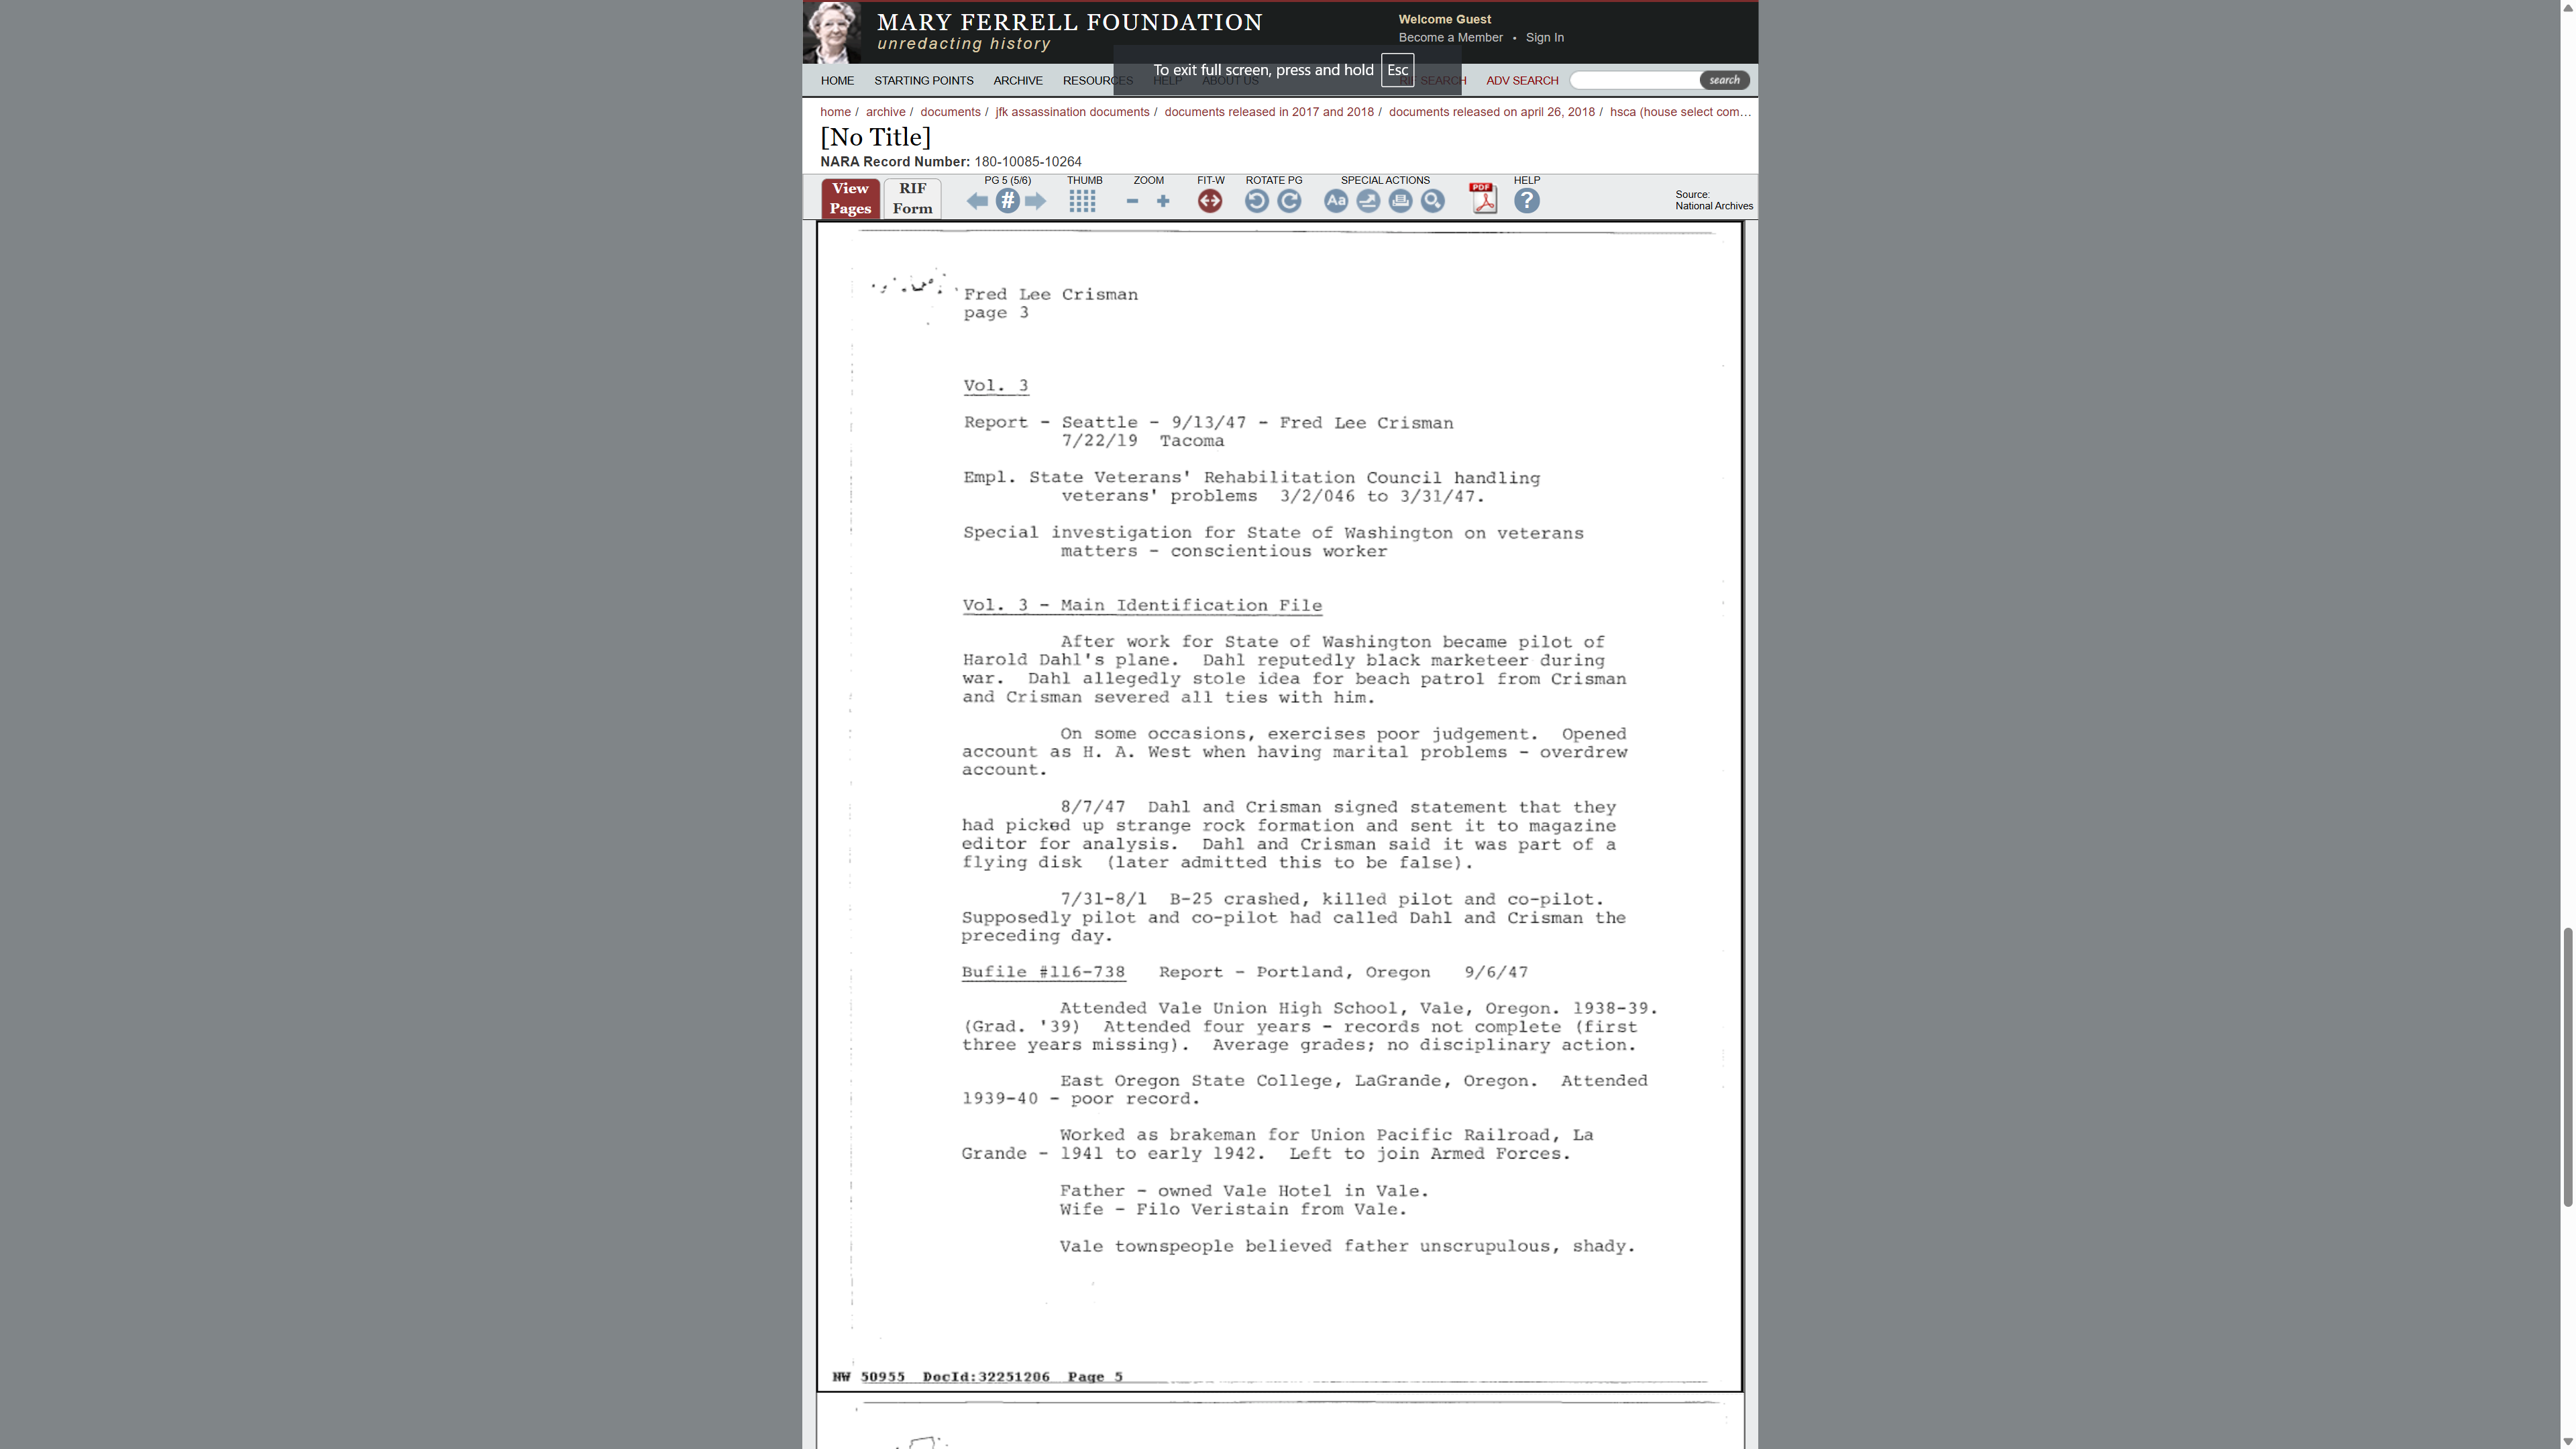 MARY FERRELL FOUNDATION
unredacting history
Welcome Guest
Become a Member • Sign In
To exit full screen, press and hold Esc
HOME STARTING POINTS ARCHIVE RESOURCES HELP ABOUT US RIF SEARCH ADV SEARCH search
home / archive / documents / jfk assassination documents / documents released in 2017 and 2018 / documents released on april 26, 2018 / hsca (house select com...
[No Title]
NARA Record Number: 180-10085-10264
View Pages
RIF Form
PG 5 (5/6) THUMB ZOOM FIT-W ROTATE PG SPECIAL ACTIONS HELP
#
Aa
PDF
?
Source:
National Archives
Fred Lee Crisman
page 3
Vol. 3
Report - Seattle - 9/13/47 - Fred Lee Crisman
7/22/19 Tacoma
Empl. State Veterans' Rehabilitation Council handling
veterans' problems 3/2/046 to 3/31/47.
Special investigation for State of Washington on veterans
matters - conscientious worker
Vol. 3 - Main Identification File
After work for State of Washington became pilot of
Harold Dahl's plane. Dahl reputedly black marketeer during
war. Dahl allegedly stole idea for beach patrol from Crisman
and Crisman severed all ties with him.
On some occasions, exercises poor judgement. Opened
account as H. A. West when having marital problems - overdrew
account.
8/7/47 Dahl and Crisman signed statement that they
had picked up strange rock formation and sent it to magazine
editor for analysis. Dahl and Crisman said it was part of a
flying disk (later admitted this to be false).
7/31-8/1 B-25 crashed, killed pilot and co-pilot.
Supposedly pilot and co-pilot had called Dahl and Crisman the
preceding day.
Bufile #116-738 Report - Portland, Oregon 9/6/47
Attended Vale Union High School, Vale, Oregon. 1938-39.
(Grad. '39) Attended four years - records not complete (first
three years missing). Average grades; no disciplinary action.
East Oregon State College, LaGrande, Oregon. Attended
1939-40 - poor record.
Worked as brakeman for Union Pacific Railroad, La
Grande - 1941 to early 1942. Left to join Armed Forces.
Father - owned Vale Hotel in Vale.
Wife - Filo Veristain from Vale.
Vale townspeople believed father unscrupulous, shady.
NW 50955 DocId:32251206 Page 5